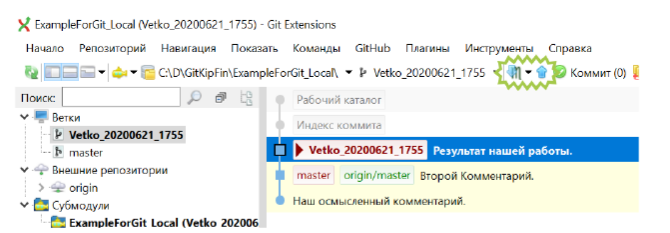 ExampleForGit_Local (Vetko_20200621_1755) - Git Extensions
Начало Репозиторий Навигация Показать Команды GitHub Плагины Инструменты Справка
C:\D\GitKipFin\ExampleForGit_Local\ Vetko_20200621_1755 Коммит (0)
Поиск:
Рабочий каталог
Ветки
Индекс коммита
Vetko_20200621_1755
Vetko_20200621_1755 Результат нашей работы.
master
master origin/master Второй Комментарий.
Внешние репозитории
origin
Наш осмысленный комментарий.
Субмодули
ExampleForGit Local (Vetko 202006